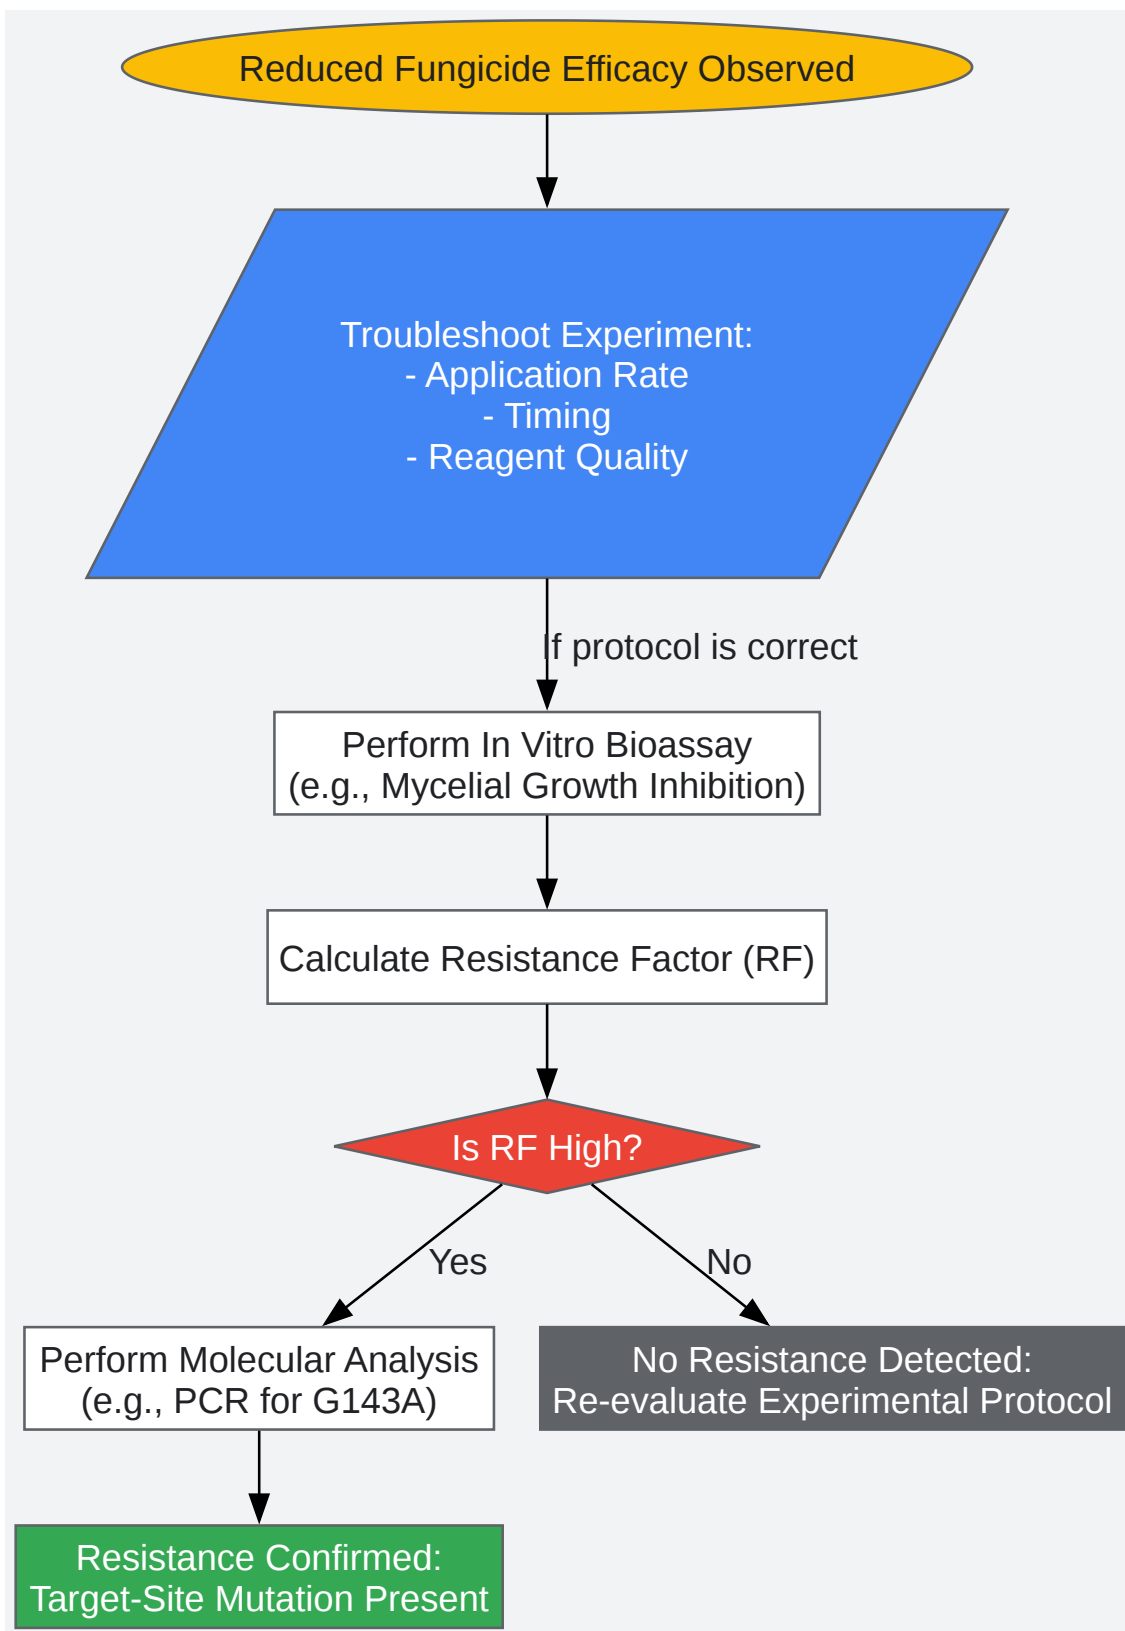 Reduced Fungicide Efficacy Observed
Troubleshoot Experiment:
- Application Rate
- Timing
- Reagent Quality
If protocol is correct
Perform In Vitro Bioassay
(e.g., Mycelial Growth Inhibition)
Calculate Resistance Factor (RF)
Is RF High?
Yes
No
Perform Molecular Analysis
(e.g., PCR for G143A)
No Resistance Detected:
Re-evaluate Experimental Protocol
Resistance Confirmed:
Target-Site Mutation Present